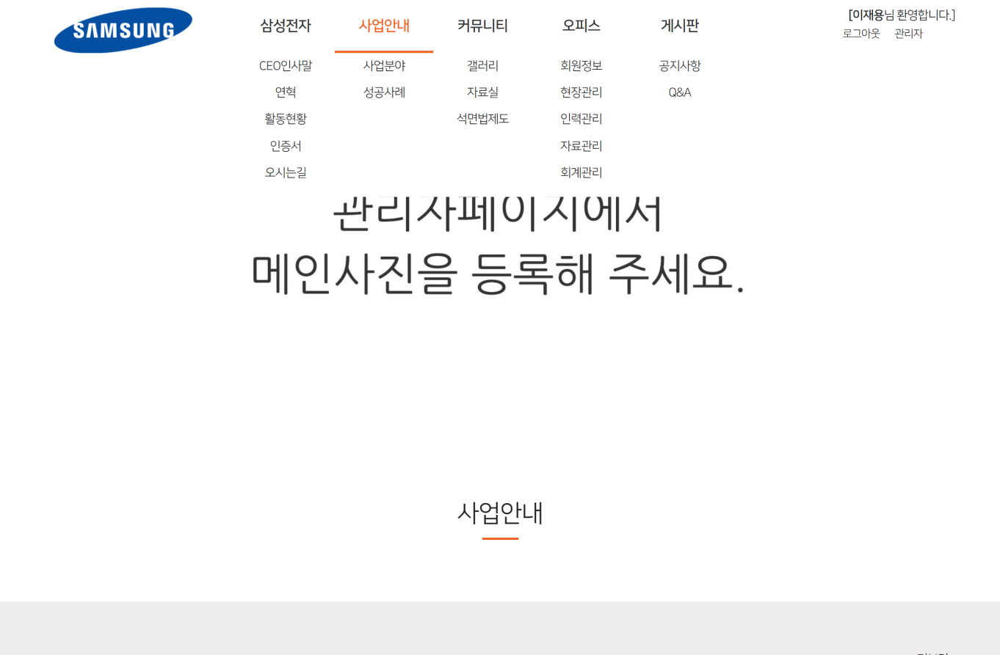 SAMSUNG
삼성전자 사업안내 커뮤니티 오피스 게시판
[이재용님 환영합니다.]
로그아웃 관리자
CEO인사말 사업분야 갤러리 회원정보 공지사항
연혁 성공사례 자료실 현장관리 Q&A
활동현황 석면법제도 인력관리
인증서 자료관리
오시는길 회계관리
관리자페이지에서
메인사진을 등록해 주세요.
사업안내